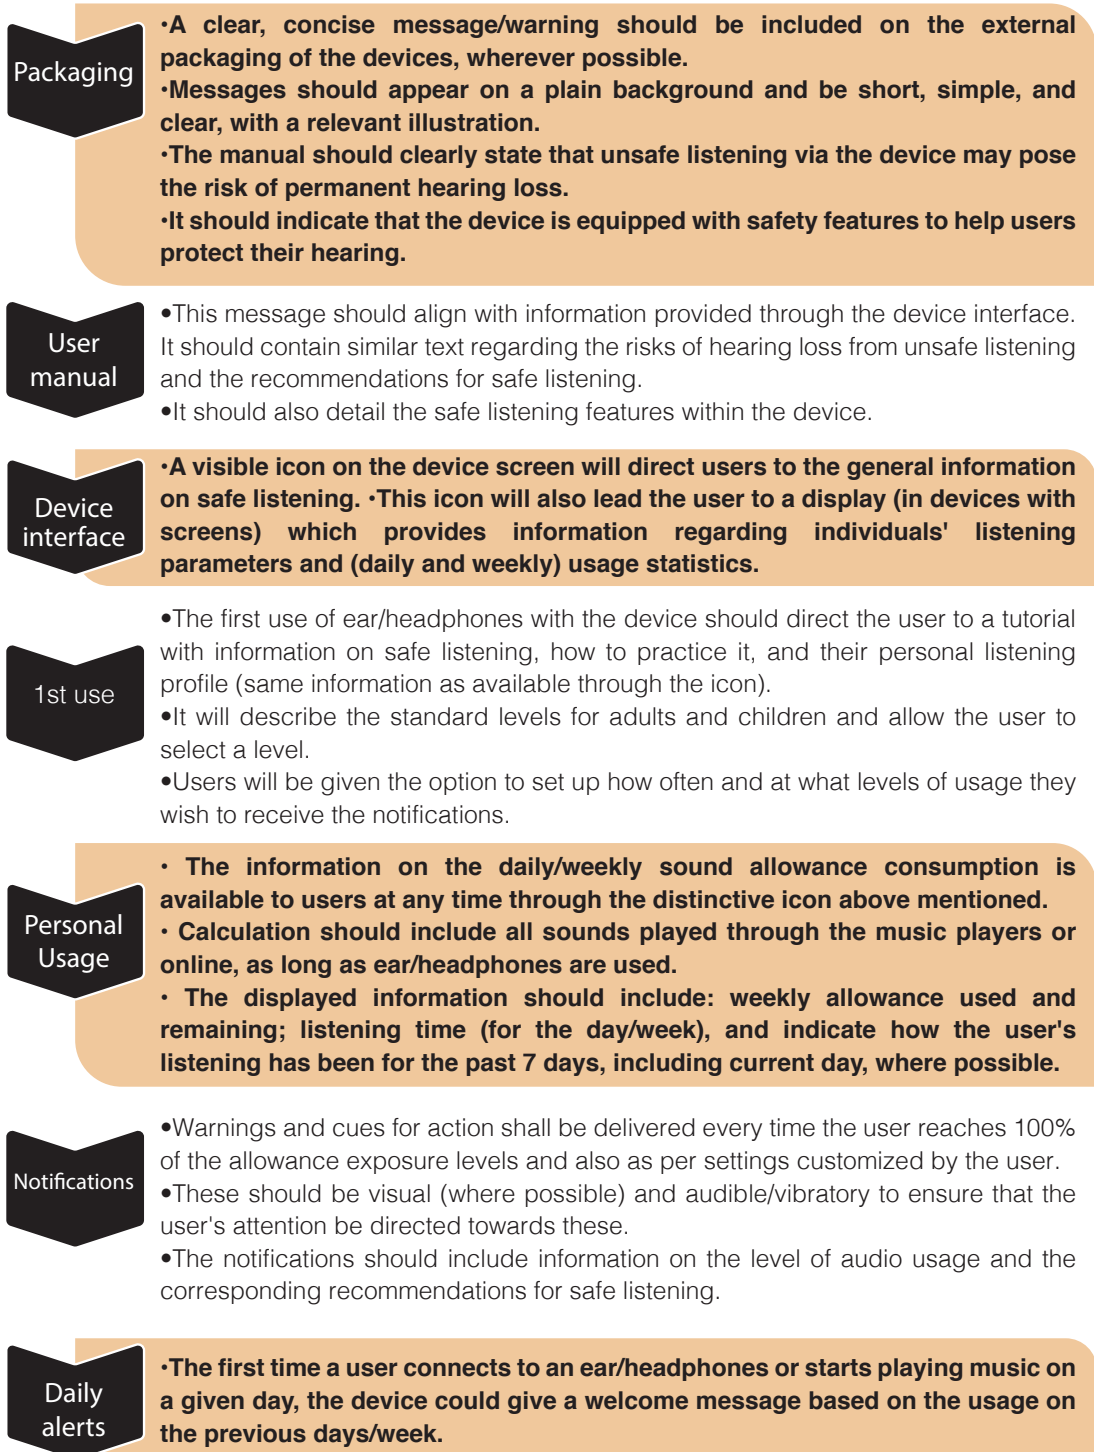 Packaging
•A clear, concise message/warning should be included on the external
packaging of the devices, wherever possible.
•Messages should appear on a plain background and be short, simple, and
clear, with a relevant illustration.
•The manual should clearly state that unsafe listening via the device may pose
the risk of permanent hearing loss.
•It should indicate that the device is equipped with safety features to help users
protect their hearing.
User
manual
•This message should align with information provided through the device interface.
It should contain similar text regarding the risks of hearing loss from unsafe listening
and the recommendations for safe listening.
•It should also detail the safe listening features within the device.
Device
interface
•A visible icon on the device screen will direct users to the general information
on safe listening. •This icon will also lead the user to a display (in devices with
screens) which provides information regarding individuals' listening
parameters and (daily and weekly) usage statistics.
1st use
•The first use of ear/headphones with the device should direct the user to a tutorial
with information on safe listening, how to practice it, and their personal listening
profile (same information as available through the icon).
•It will describe the standard levels for adults and children and allow the user to
select a level.
•Users will be given the option to set up how often and at what levels of usage they
wish to receive the notifications.
Personal
Usage
• The information on the daily/weekly sound allowance consumption is
available to users at any time through the distinctive icon above mentioned.
• Calculation should include all sounds played through the music players or
online, as long as ear/headphones are used.
• The displayed information should include: weekly allowance used and
remaining; listening time (for the day/week), and indicate how the user's
listening has been for the past 7 days, including current day, where possible.
Notifications
•Warnings and cues for action shall be delivered every time the user reaches 100%
of the allowance exposure levels and also as per settings customized by the user.
•These should be visual (where possible) and audible/vibratory to ensure that the
user's attention be directed towards these.
•The notifications should include information on the level of audio usage and the
corresponding recommendations for safe listening.
Daily
alerts
•The first time a user connects to an ear/headphones or starts playing music on
a given day, the device could give a welcome message based on the usage on
the previous days/week.